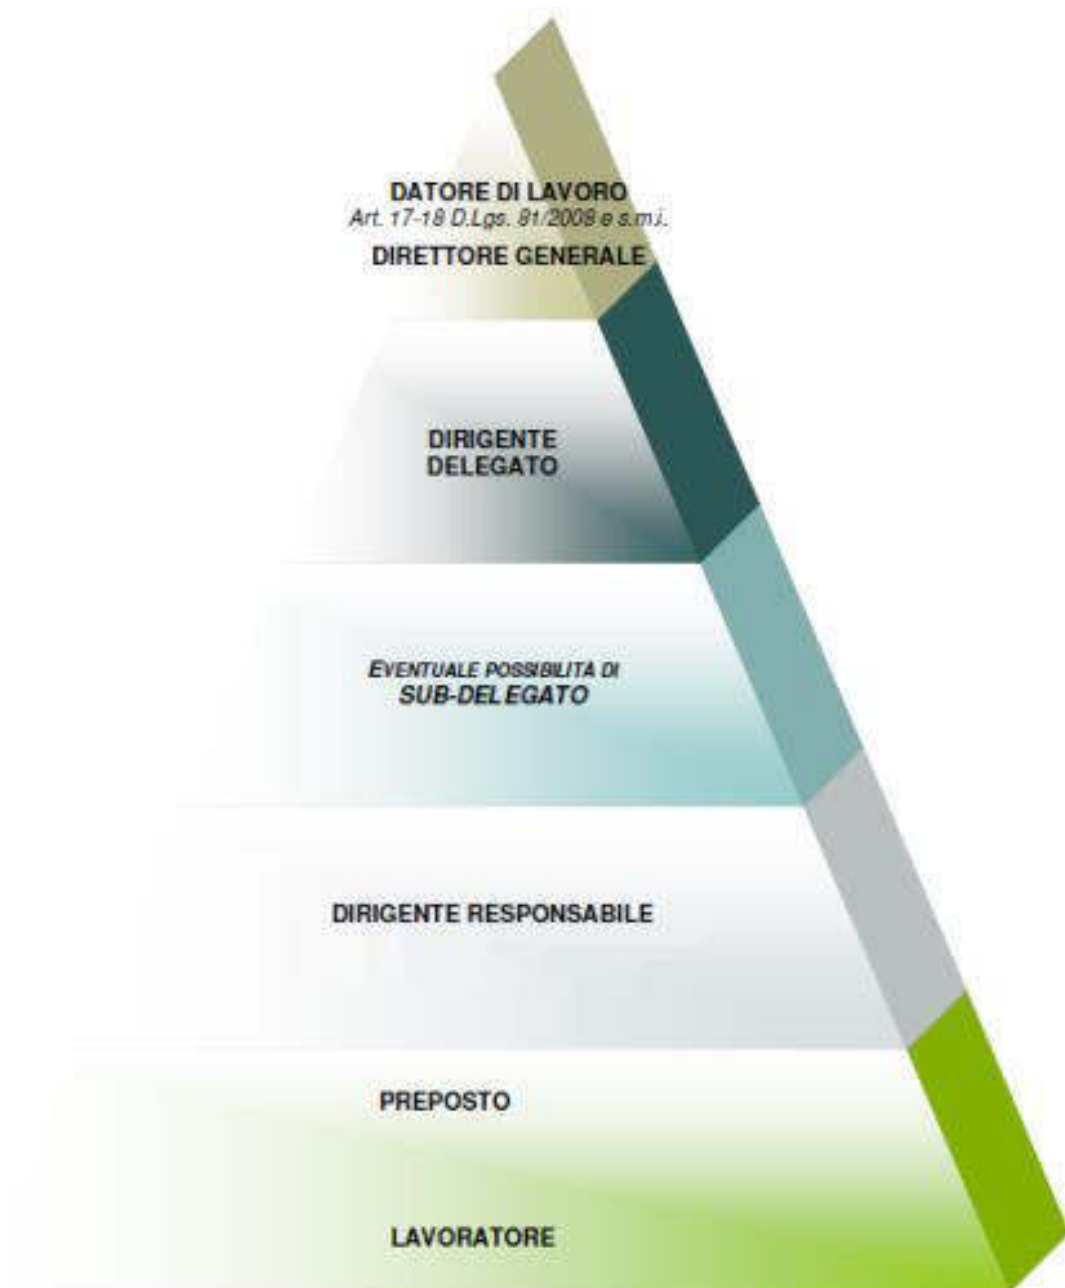 DATORE DI LAVORO
Art. 17-18 D.Lgs. 81/2008 e s.m.i.
DIRETTORE GENERALE
DIRIGENTE
DELEGATO
EVENTUALE POSSIBILITÀ DI
SUB-DELEGATO
DIRIGENTE RESPONSABILE
PREPOSTO
LAVORATORE